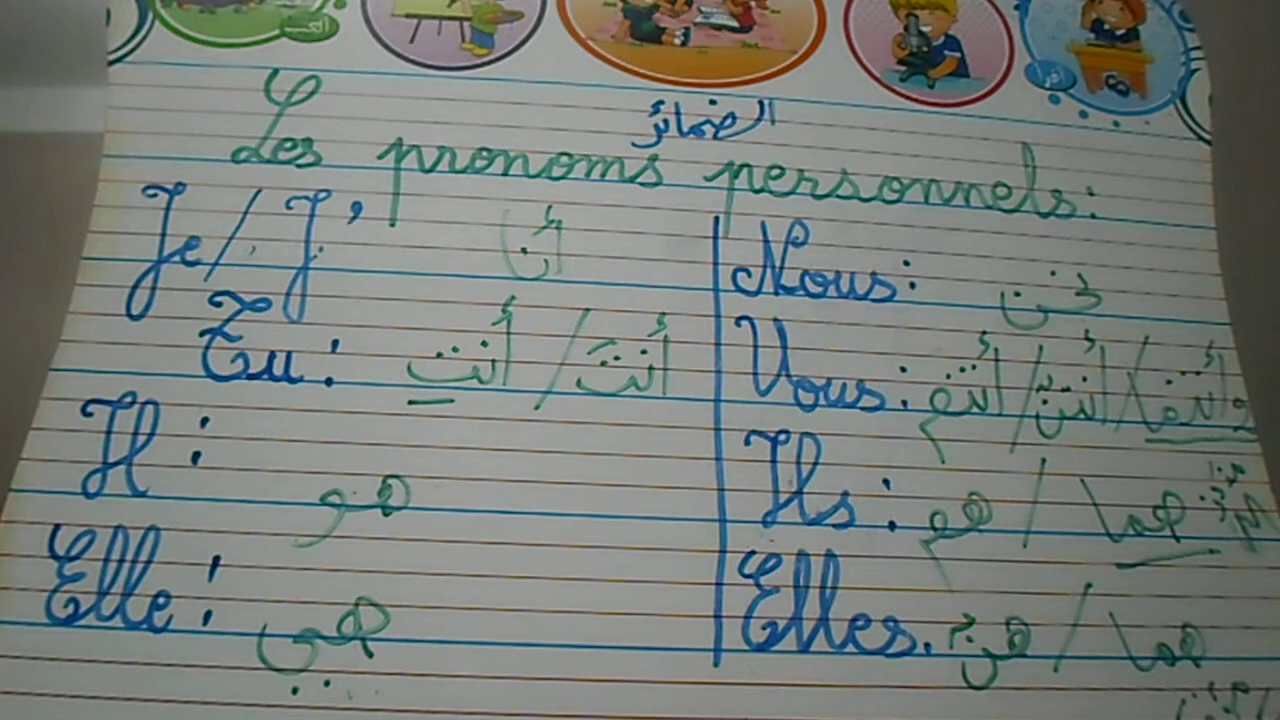 الضمائر
Les pronoms personnels:
Je / J' أنا
Tu: أنتِ / أنتَ
Il: هو
Elle: هي
Nous: نحن
Vous: أنتم / أنتنّ / أنتما
Ils: هم / هما
Elles. هنّ / هما